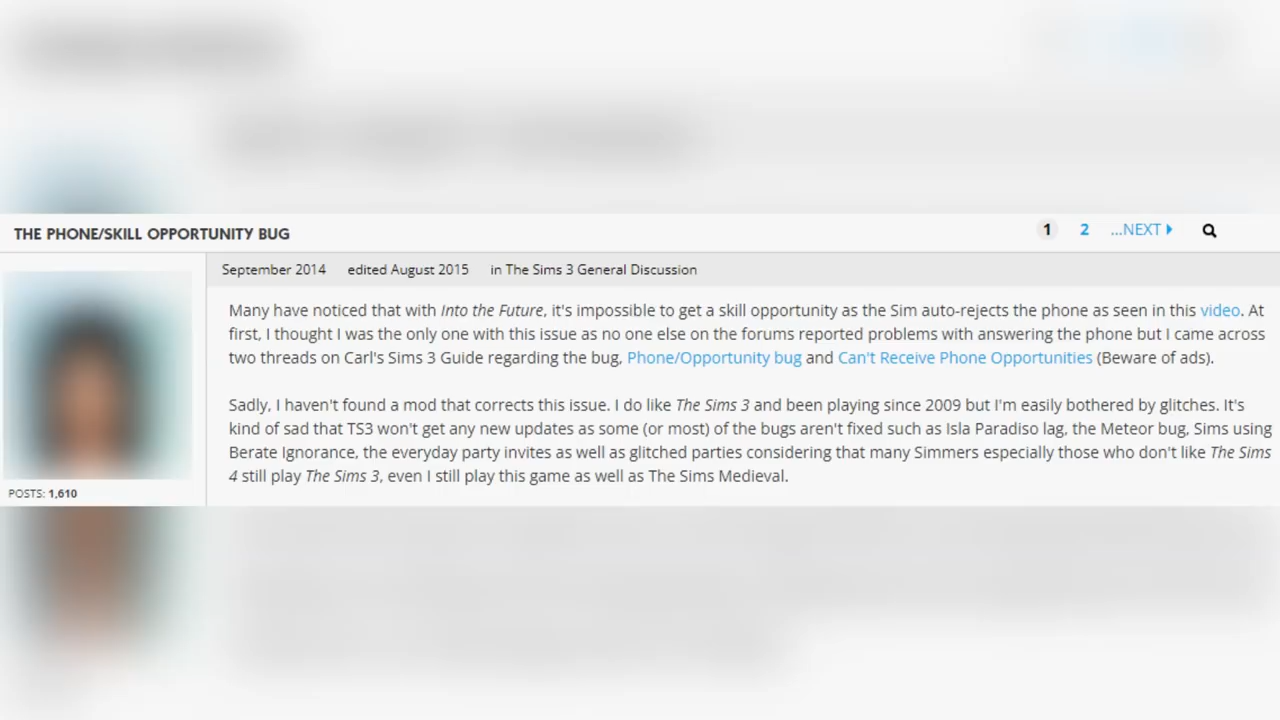 THE PHONE/SKILL OPPORTUNITY BUG
1 2 ...NEXT
September 2014 edited August 2015 in The Sims 3 General Discussion
Many have noticed that with Into the Future, it's impossible to get a skill opportunity as the Sim auto-rejects the phone as seen in this video. At
first, I thought I was the only one with this issue as no one else on the forums reported problems with answering the phone but I came across
two threads on Carl's Sims 3 Guide regarding the bug, Phone/Opportunity bug and Can't Receive Phone Opportunities (Beware of ads).
Sadly, I haven't found a mod that corrects this issue. I do like The Sims 3 and been playing since 2009 but I'm easily bothered by glitches. It's
kind of sad that TS3 won't get any new updates as some (or most) of the bugs aren't fixed such as Isla Paradiso lag, the Meteor bug, Sims using
Berate Ignorance, the everyday party invites as well as glitched parties considering that many Simmers especially those who don't like The Sims
4 still play The Sims 3, even I still play this game as well as The Sims Medieval.
POSTS: 1,610